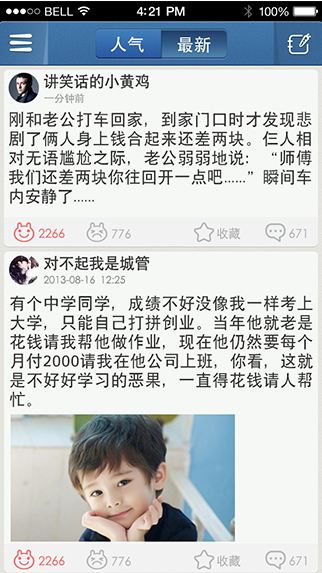 BELL 4:21 PM 100%
人气 最新
讲笑话的小黄鸡
一分钟前
刚和老公打车回家，到家门口时才发现悲
剧了俩人身上钱合起来还差两块。仨人相
对无语尴尬之际，老公弱弱地说：“师傅
我们还差两块你往回开一点吧……”瞬间车
内安静了……
2266 776 收藏 671
对不起我是城管
2013-08-16 12:25
有个中学同学，成绩不好没像我一样考上
大学，只能自己打拼创业。当年他就老是
花钱请我帮他做作业，现在他仍然要每个
月付2000请我在他公司上班，你看，这就
是不好好学习的恶果，一直得花钱请人帮
忙。
2266 776 收藏 671